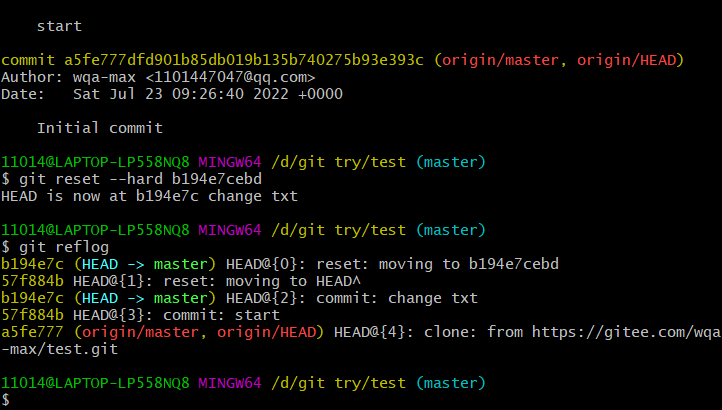 start
commit a5fe777dfd901b85db019b135b740275b93e393c (origin/master, origin/HEAD)
Author: wqa-max <1101447047@qq.com>
Date:   Sat Jul 23 09:26:40 2022 +0000
Initial commit
11014@LAPTOP-LP558NQ8 MINGW64 /d/git try/test (master)
$ git reset --hard b194e7cebd
HEAD is now at b194e7c change txt
11014@LAPTOP-LP558NQ8 MINGW64 /d/git try/test (master)
$ git reflog
b194e7c (HEAD -> master) HEAD@{0}: reset: moving to b194e7cebd
57f884b HEAD@{1}: reset: moving to HEAD^
b194e7c (HEAD -> master) HEAD@{2}: commit: change txt
57f884b HEAD@{3}: commit: start
a5fe777 (origin/master, origin/HEAD) HEAD@{4}: clone: from https://gitee.com/wqa
-max/test.git
11014@LAPTOP-LP558NQ8 MINGW64 /d/git try/test (master)
$